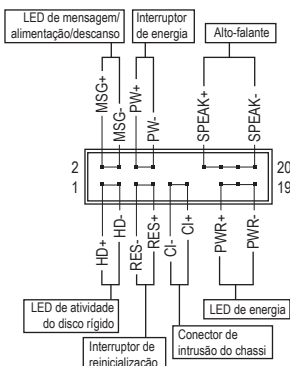 LED de mensagem/
alimentação/descanso
Interruptor
de energia
Alto-falante
MSG+
MSG-
PW+
PW-
SPEAK+
SPEAK-
2
20
1
19
HD+
HD-
RES-
RES+
CI-
CI+
PWR+
PWR-
LED de atividade
do disco rígido
LED de energia
Interruptor de
reinicialização
Conector de
intrusão do chassi